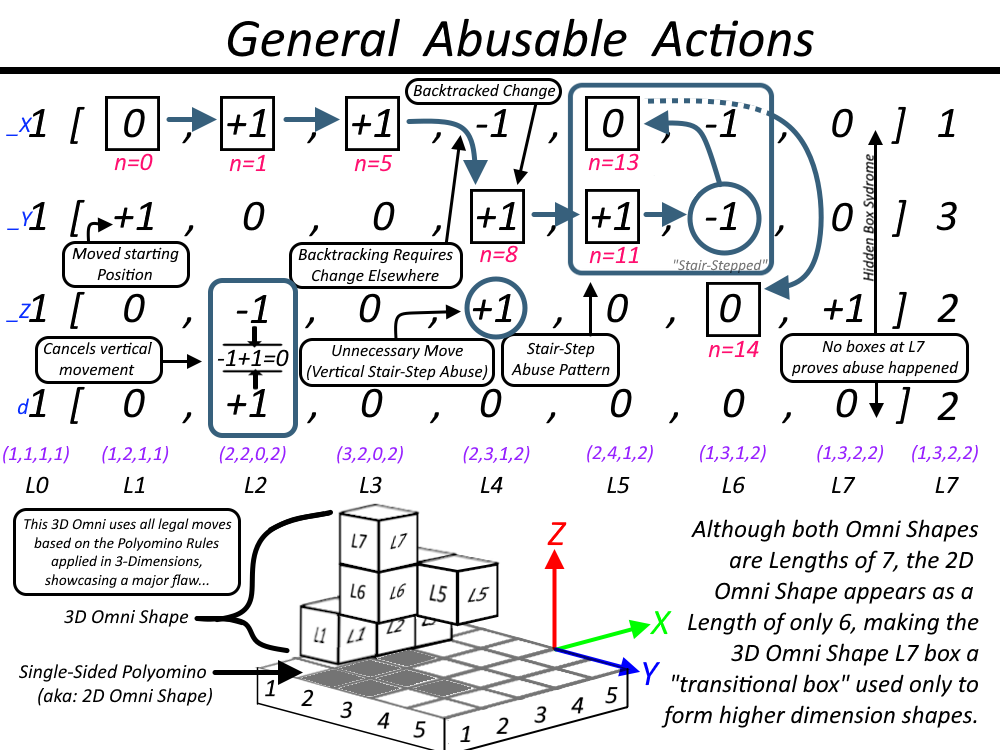 General Abusable Actions
Backtracked Change
_X 1 [ 0 , +1 , +1 , -1 , 0 , -1 , 0 ] 1
n=0 n=1 n=5 n=13
_Y 1 [ +1 , 0 , 0 , +1 , +1 , -1 , 0 ] 3
n=8 n=11
"Stair-Stepped"
Hidden Box Sydrome
Moved starting
Position
Backtracking Requires
Change Elsewhere
_Z 1 [ 0 , -1 , 0 , +1 , 0 , 0 , +1 ] 2
n=14
-1+1=0
Cancels vertical
movement
Unnecessary Move
(Vertical Stair-Step Abuse)
Stair-Step
Abuse Pattern
No boxes at L7
proves abuse happened
d 1 [ 0 , +1 , 0 , 0 , 0 , 0 , 0 ] 2
(1,1,1,1) (1,2,1,1) (2,2,0,2) (3,2,0,2) (2,3,1,2) (2,4,1,2) (1,3,1,2) (1,3,2,2) (1,3,2,2)
L0 L1 L2 L3 L4 L5 L6 L7 L7
This 3D Omni uses all legal moves
based on the Polyomino Rules
applied in 3-Dimensions,
showcasing a major flaw...
3D Omni Shape
Single-Sided Polyomino
(aka: 2D Omni Shape)
L7 L7
L6 L6 L5 L5
L1 L1 L2
Z
X
Y
1 2 3 4 5
1 2 3 4 5
Although both Omni Shapes
are Lengths of 7, the 2D
Omni Shape appears as a
Length of only 6, making the
3D Omni Shape L7 box a
"transitional box" used only to
form higher dimension shapes.